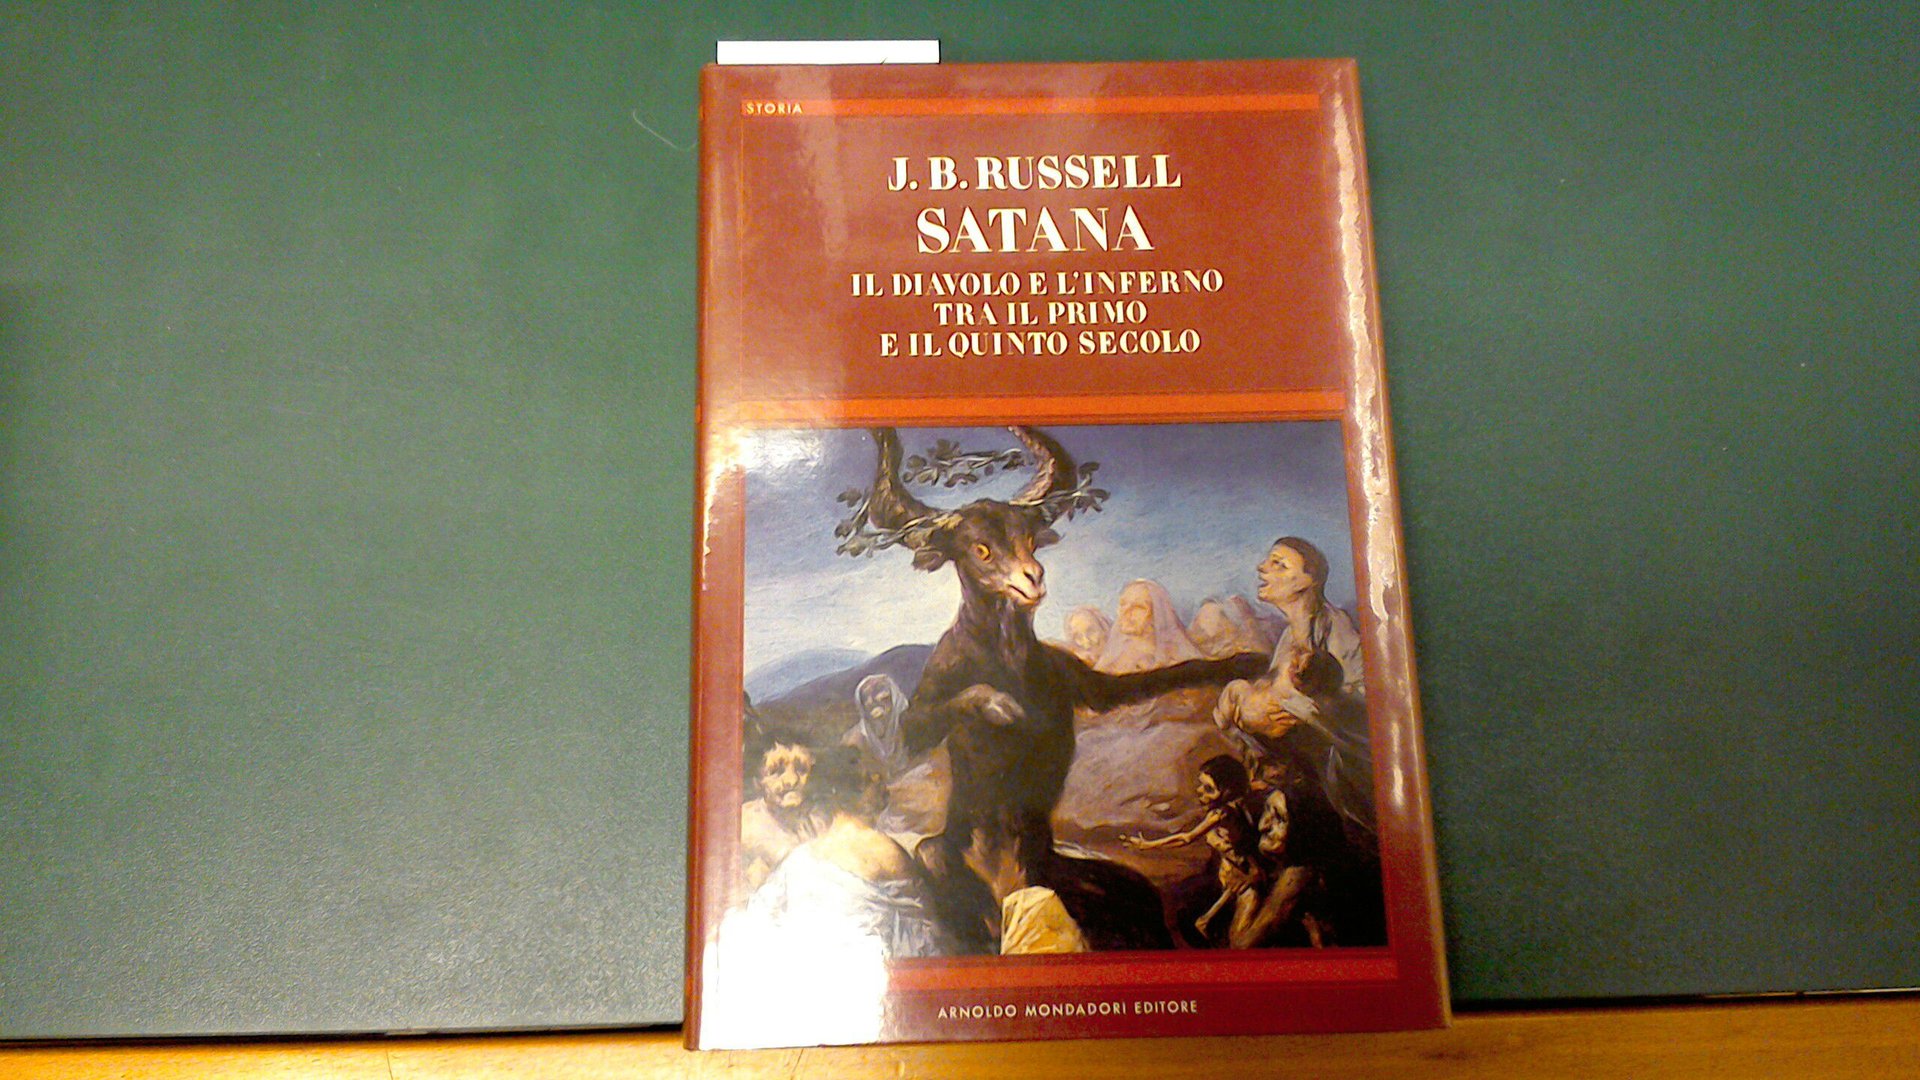 STORIA
J. B. RUSSELL
SATANA
IL DIAVOLO E L'INFERNO
TRA IL PRIMO
E IL QUINTO SECOLO
ARNOLDO MONDADORI EDITORE